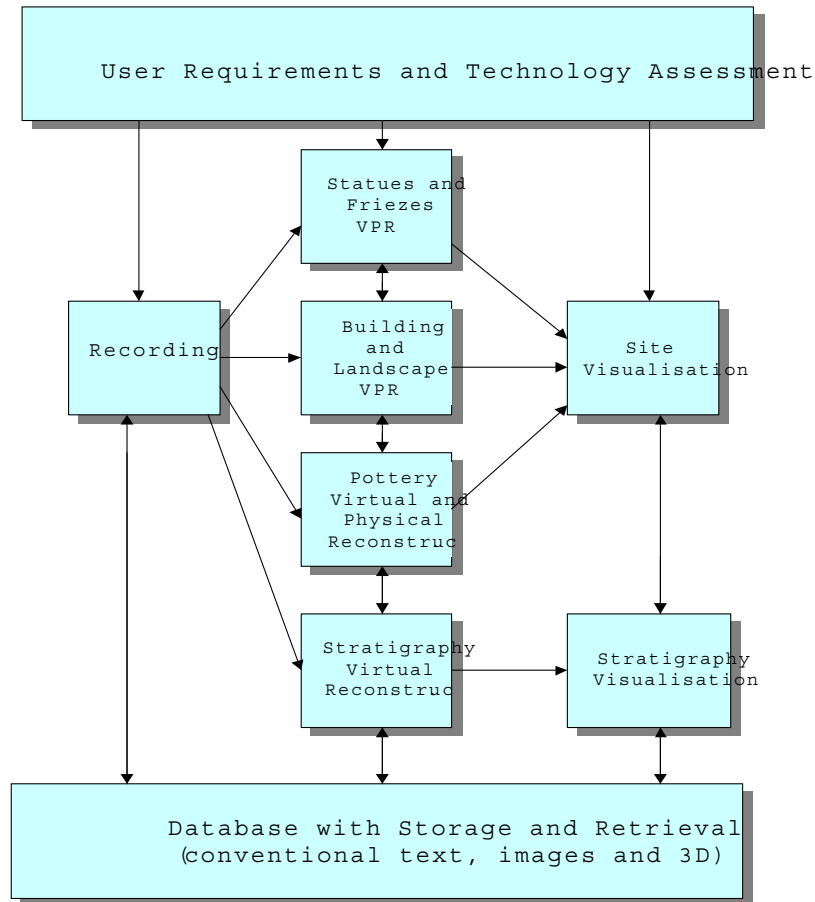 User Requirements and Technology Assessment
Statues and
Friezes
VPR
Recording
Building
and
Landscape
VPR
Site
Visualisation
Pottery
Virtual and
Physical
Reconstruc
Stratigraphy
Virtual
Reconstruc
Stratigraphy
Visualisation
Database with Storage and Retrieval
(conventional text, images and 3D)